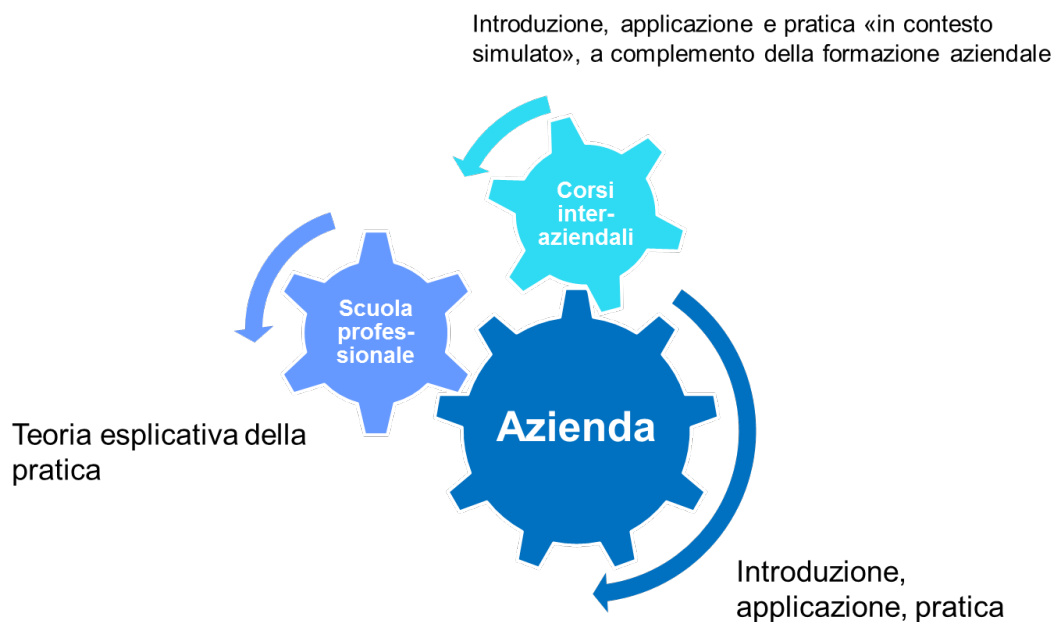 Introduzione, applicazione e pratica «in contesto
simulato», a complemento della formazione aziendale
Corsi
inter-
aziendali
Scuola
profes-
sionale
Azienda
Teoria esplicativa della
pratica
Introduzione,
applicazione, pratica